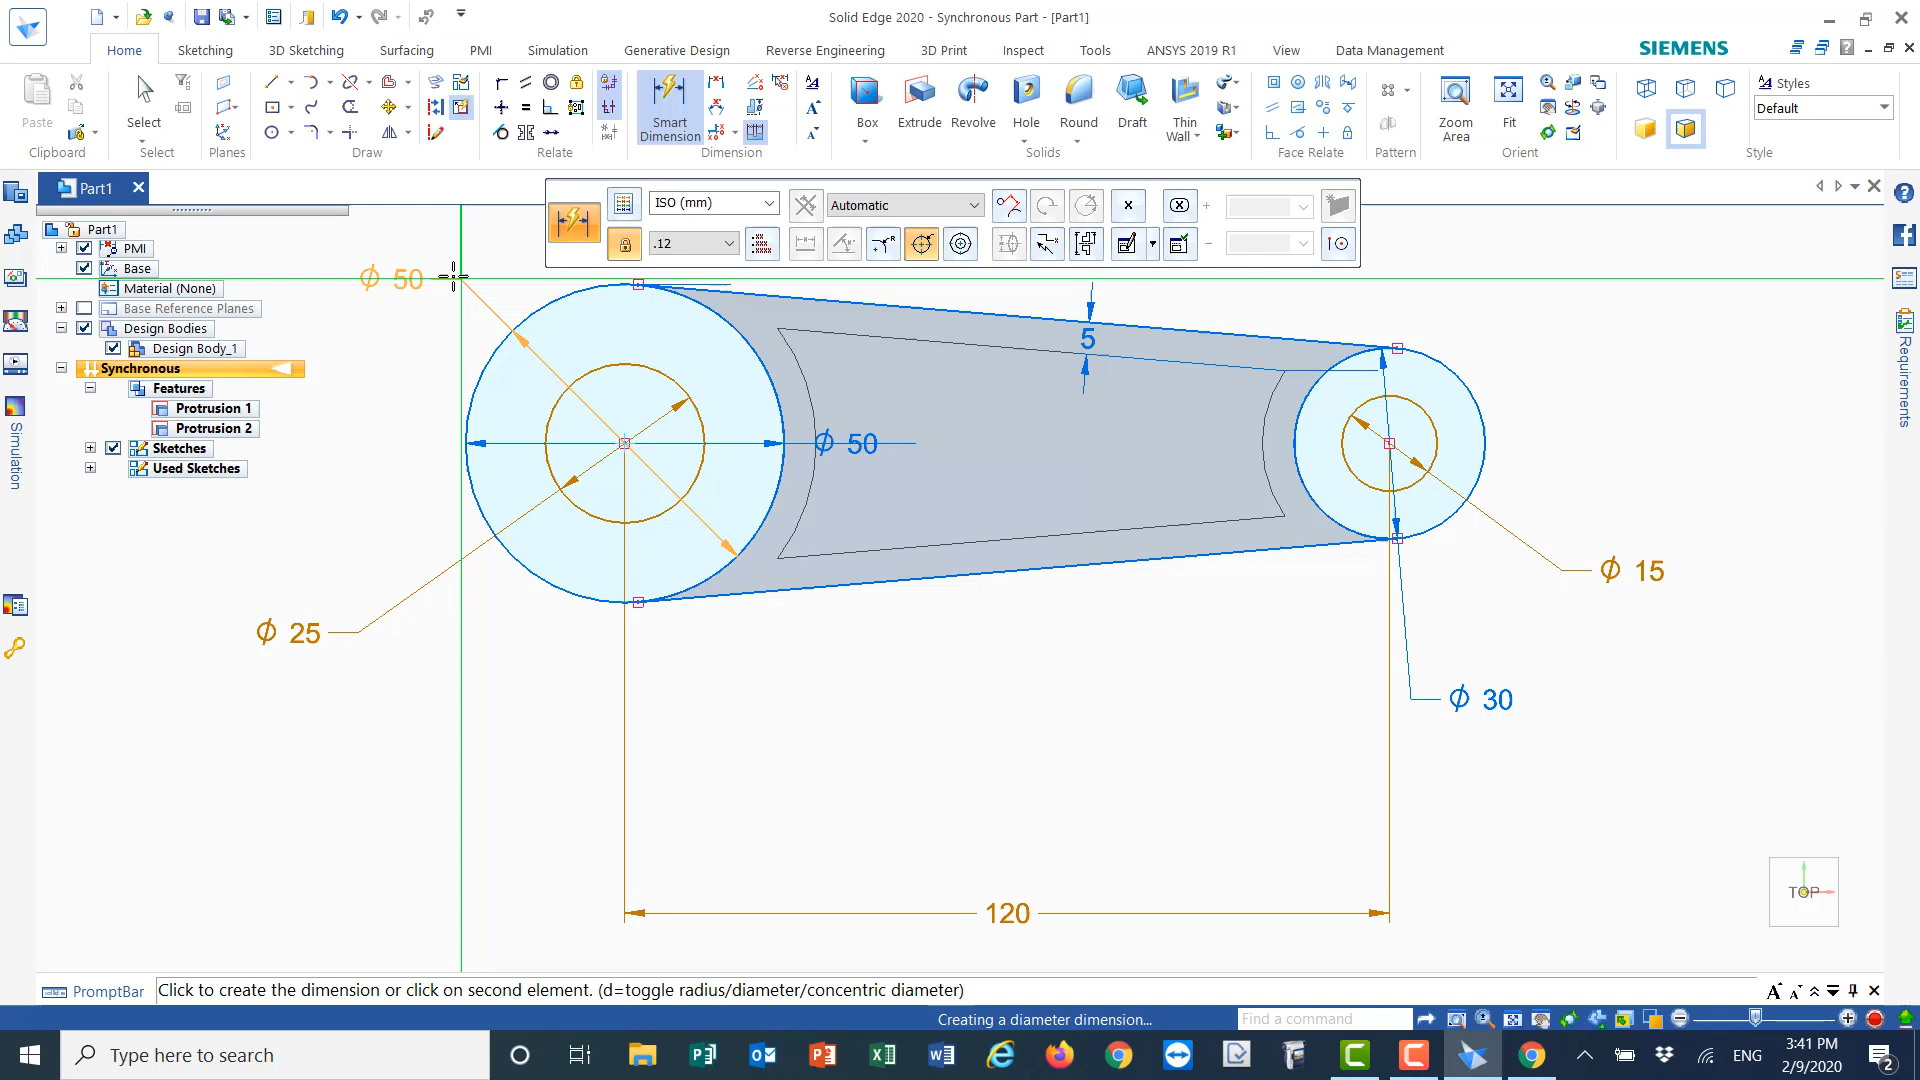 Solid Edge 2020 - Synchronous Part - [Part1]
Home Sketching 3D Sketching Surfacing PMI Simulation Generative Design Reverse Engineering 3D Print Inspect Tools ANSYS 2019 R1 View Data Management
SIEMENS
Paste
Select
Smart Dimension
Box Extrude Revolve Hole Round Draft Thin Wall
Zoom Area
Fit
Styles
Default
Clipboard Select Planes Draw Relate Dimension Solids Face Relate Pattern Orient Style
Part1
ISO (mm)
Automatic
.12
Part1
PMI
Base
Material (None)
Base Reference Planes
Design Bodies
Design Body_1
Synchronous
Features
Protrusion 1
Protrusion 2
Sketches
Used Sketches
Simulation
Requirements
ϕ 50
5
ϕ 50
ϕ 15
ϕ 25
ϕ 30
120
TOP
PromptBar
Click to create the dimension or click on second element. (d=toggle radius/diameter/concentric diameter)
Creating a diameter dimension...
Find a command
Type here to search
ENG
3:41 PM
2/9/2020
2